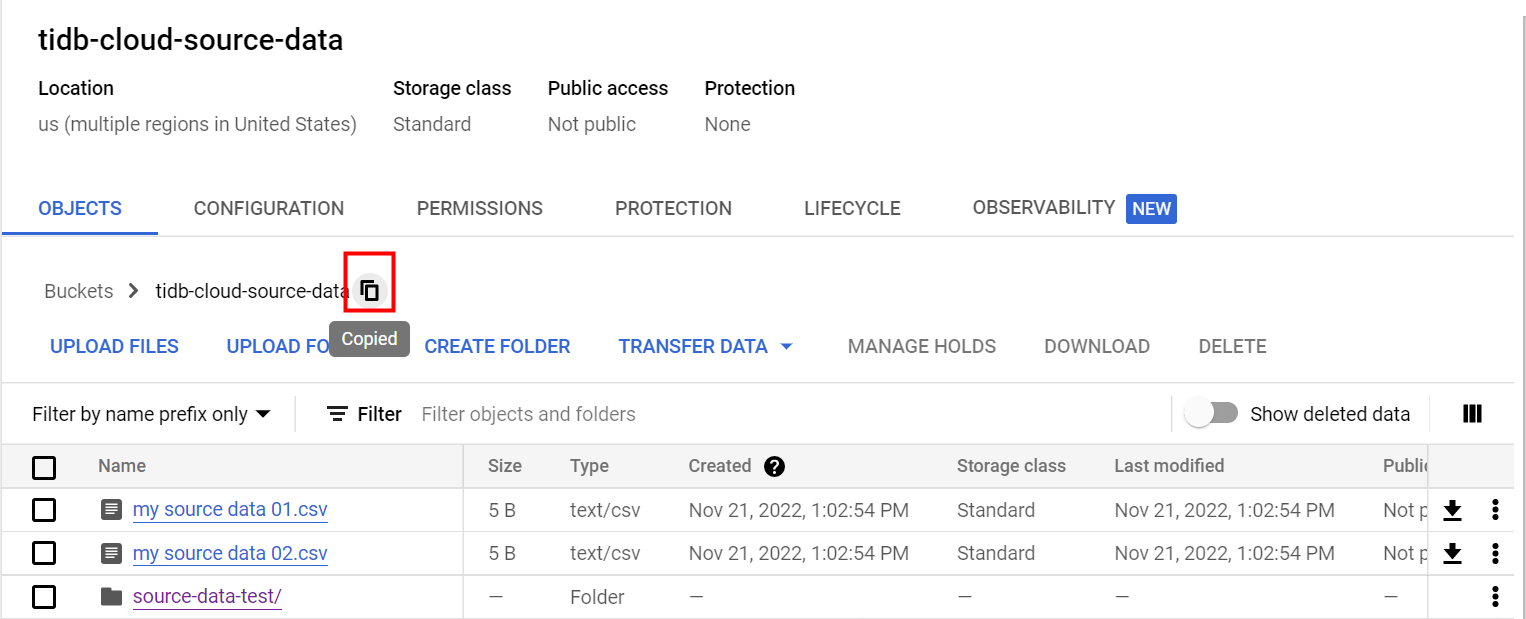 tidb-cloud-source-data
Location Storage class Public access Protection
us (multiple regions in United States) Standard Not public None
OBJECTS CONFIGURATION PERMISSIONS PROTECTION LIFECYCLE OBSERVABILITY NEW
Buckets tidb-cloud-source-data
Copied
UPLOAD FILES UPLOAD FO CREATE FOLDER TRANSFER DATA MANAGE HOLDS DOWNLOAD DELETE
Filter by name prefix only Filter Filter objects and folders Show deleted data
Name Size Type Created ? Storage class Last modified Public
my source data 01.csv 5 B text/csv Nov 21, 2022, 1:02:54 PM Standard Nov 21, 2022, 1:02:54 PM Not p
my source data 02.csv 5 B text/csv Nov 21, 2022, 1:02:54 PM Standard Nov 21, 2022, 1:02:54 PM Not p
source-data-test/ — Folder — — — —